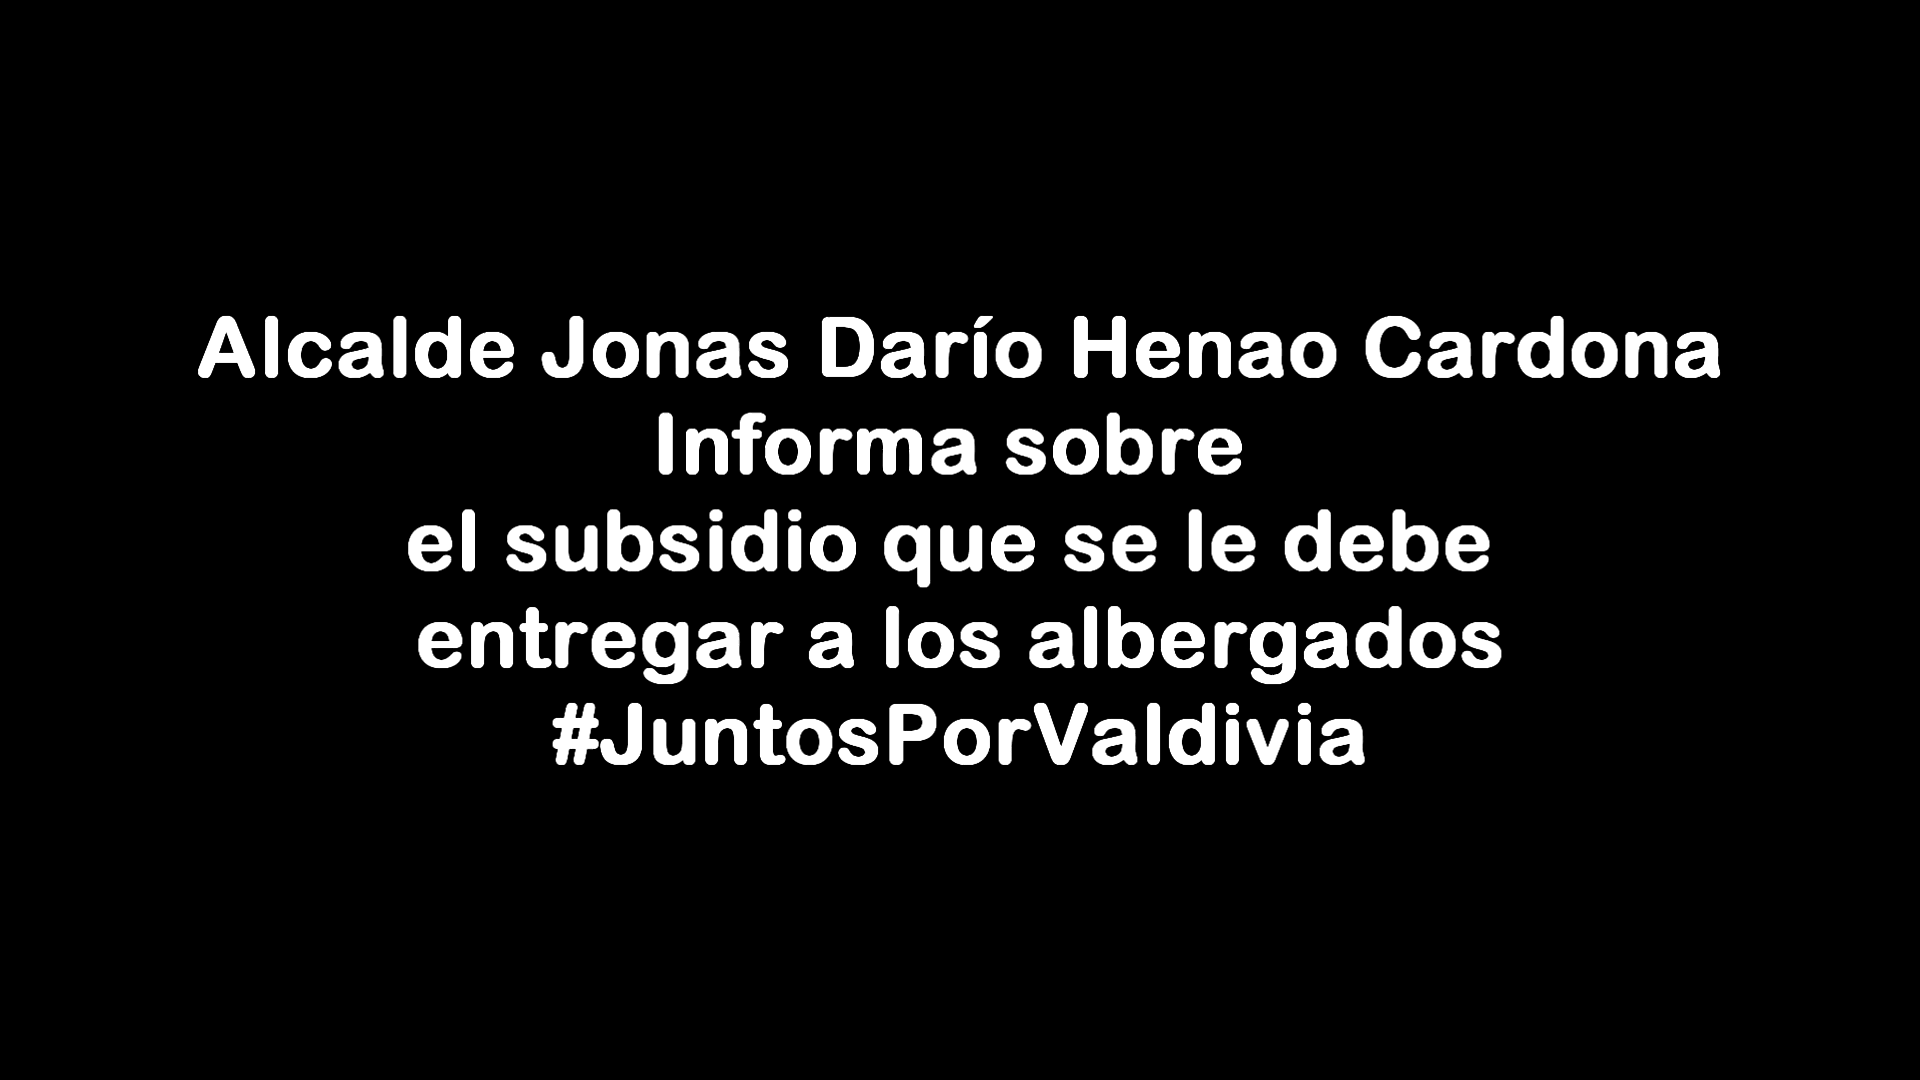 Alcalde Jonas Darío Henao Cardona
Informa sobre
el subsidio que se le debe
entregar a los albergados
#JuntosPorValdivia